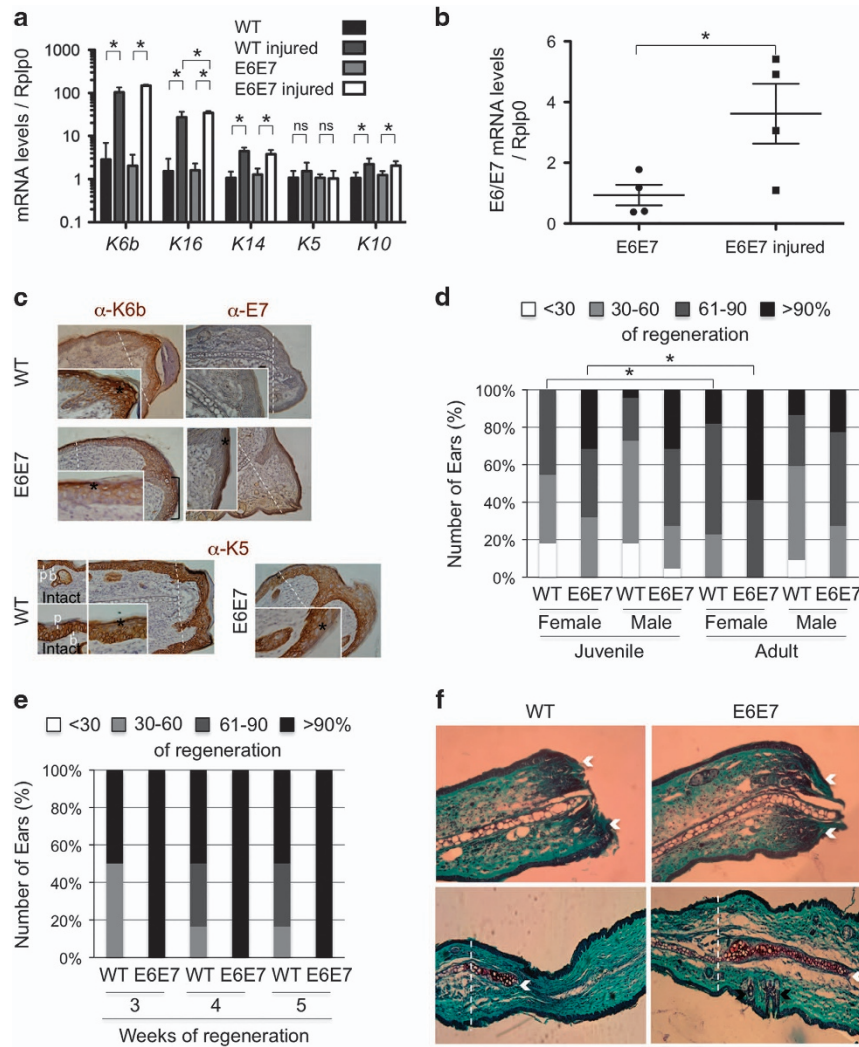 a
WT
WT injured
E6E7
E6E7 injured
mRNA levels / Rplp0
1000
100
10
1
0.1
* * * * * * * ns ns * *
K6b K16 K14 K5 K10
b
E6/E7 mRNA levels
/ Rplp0
6
4
2
0
*
E6E7 E6E7 injured
c
α-K6b α-E7
WT
*
E6E7
* *
α-K5
WT
p b
Intact
p
b
Intact
*
E6E7
*
d
<30 30-60 61-90 >90%
of regeneration
* *
Number of Ears (%)
100%
80%
60%
40%
20%
0%
WT E6E7 WT E6E7 WT E6E7 WT E6E7
Female Male Female Male
Juvenile Adult
e
<30 30-60 61-90 >90%
of regeneration
Number of Ears (%)
100%
80%
60%
40%
20%
0%
WT E6E7 WT E6E7 WT E6E7
3 4 5
Weeks of regeneration
f
WT E6E7